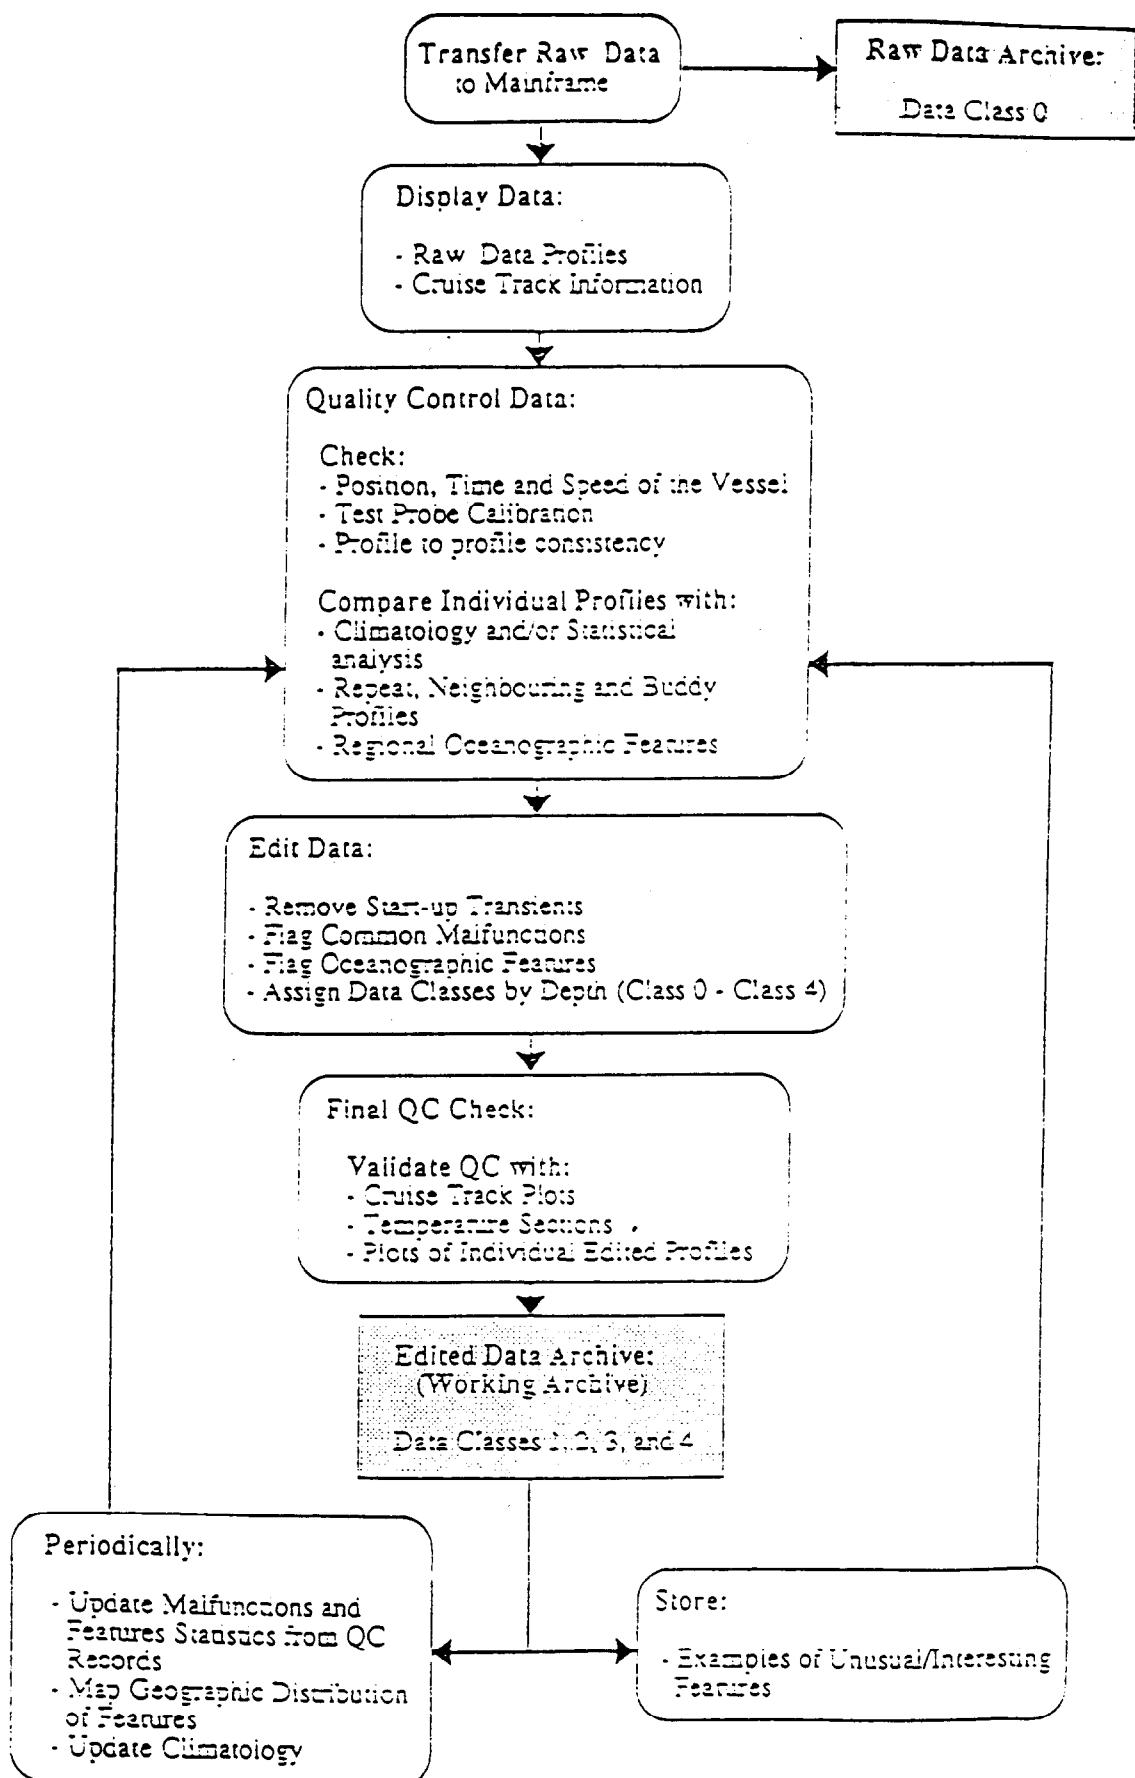 Transfer Raw Data
to Mainframe
Raw Data Archive:
Data Class 0
Display Data:
- Raw Data Profiles
- Cruise Track Information
Quality Control Data:
Check:
- Position, Time and Speed of the Vessel
- Test Probe Calibration
- Profile to profile consistency
Compare Individual Profiles with:
- Climatology and/or Statistical
analysis
- Repeat, Neighbouring and Buddy
Profiles
- Regional Oceanographic Features
Edit Data:
- Remove Start-up Transients
- Flag Common Malfunctions
- Flag Oceanographic Features
- Assign Data Classes by Depth (Class 0 - Class 4)
Final QC Check:
Validate QC with:
- Cruise Track Plots
- Temperature Sections
- Plots of Individual Edited Profiles
Edited Data Archive:
(Working Archive)
Data Classes 1, 2, 3, and 4
Periodically:
- Update Malfunctions and
Features Statistics from QC
Records
- Map Geographic Distribution
of Features
- Update Climatology
Store:
- Examples of Unusual/Interesting
Features